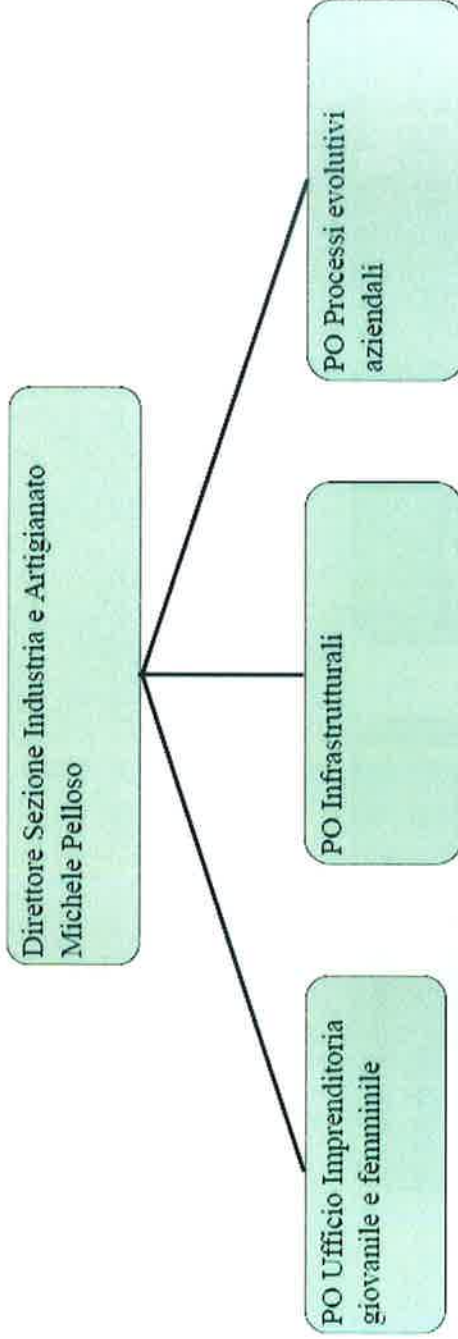 Direttore Sezione Industria e Artigianato
Michele Pelloso
PO Ufficio Imprenditoria
giovanile e femminile
PO Infrastrutturali
PO Processi evolutivi
aziendali